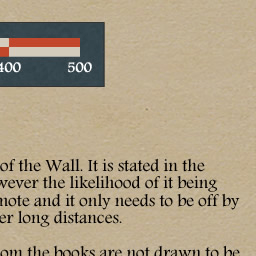 400 500
of the Wall. It is stated in the
wever the likelihood of it being
mote and it only needs to be off by
er long distances.
om the books are not drawn to be